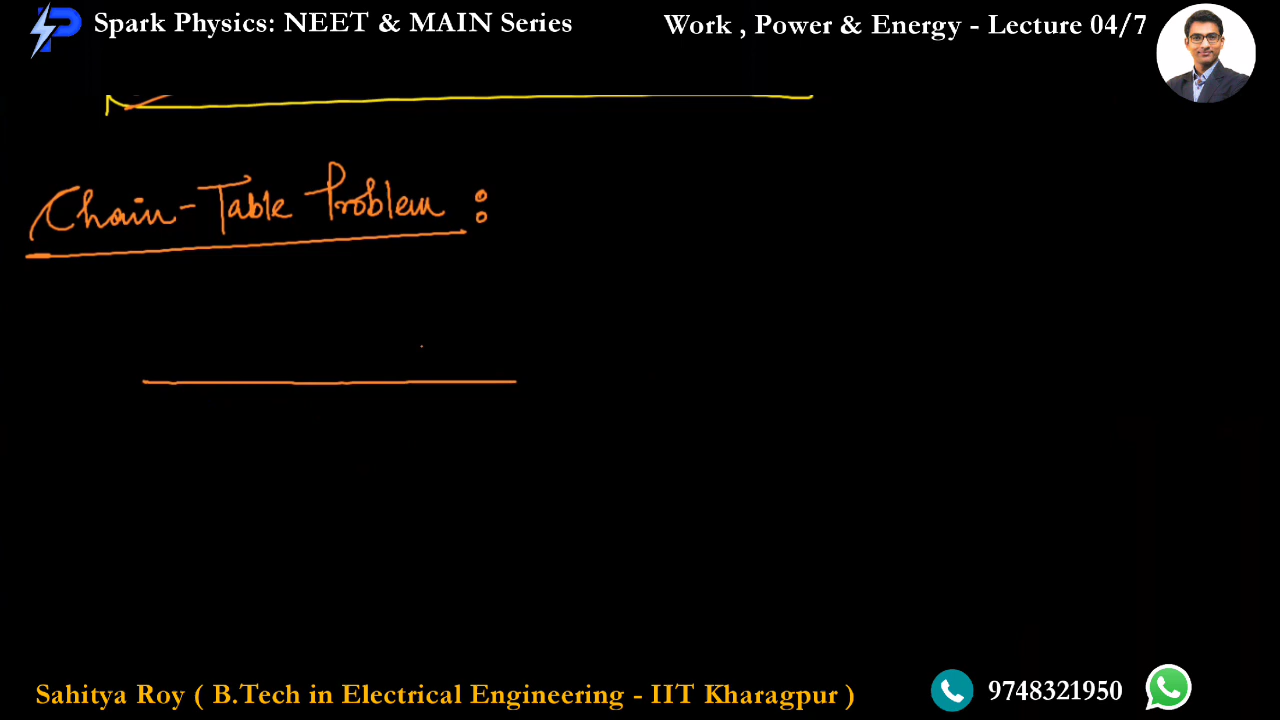 Spark Physics: NEET & MAIN Series
Work , Power & Energy - Lecture 04/7
Chain-Table Problem :
Sahitya Roy ( B.Tech in Electrical Engineering - IIT Kharagpur )
9748321950